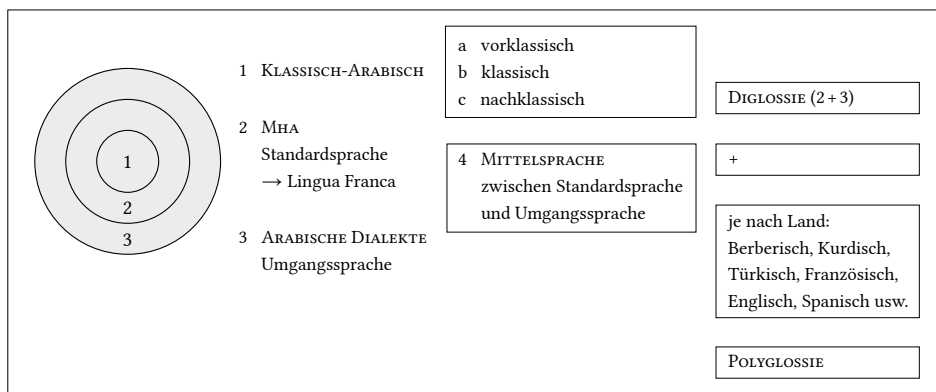 1
2
3
1 Klassisch-Arabisch
2 Mha
Standardsprache
→ Lingua Franca
3 Arabische Dialekte
Umgangssprache
a vorklassisch
b klassisch
c nachklassisch
4 Mittelsprache
zwischen Standardsprache
und Umgangssprache
Diglossie (2 + 3)
+
je nach Land:
Berberisch, Kurdisch,
Türkisch, Französisch,
Englisch, Spanisch usw.
Polyglossie